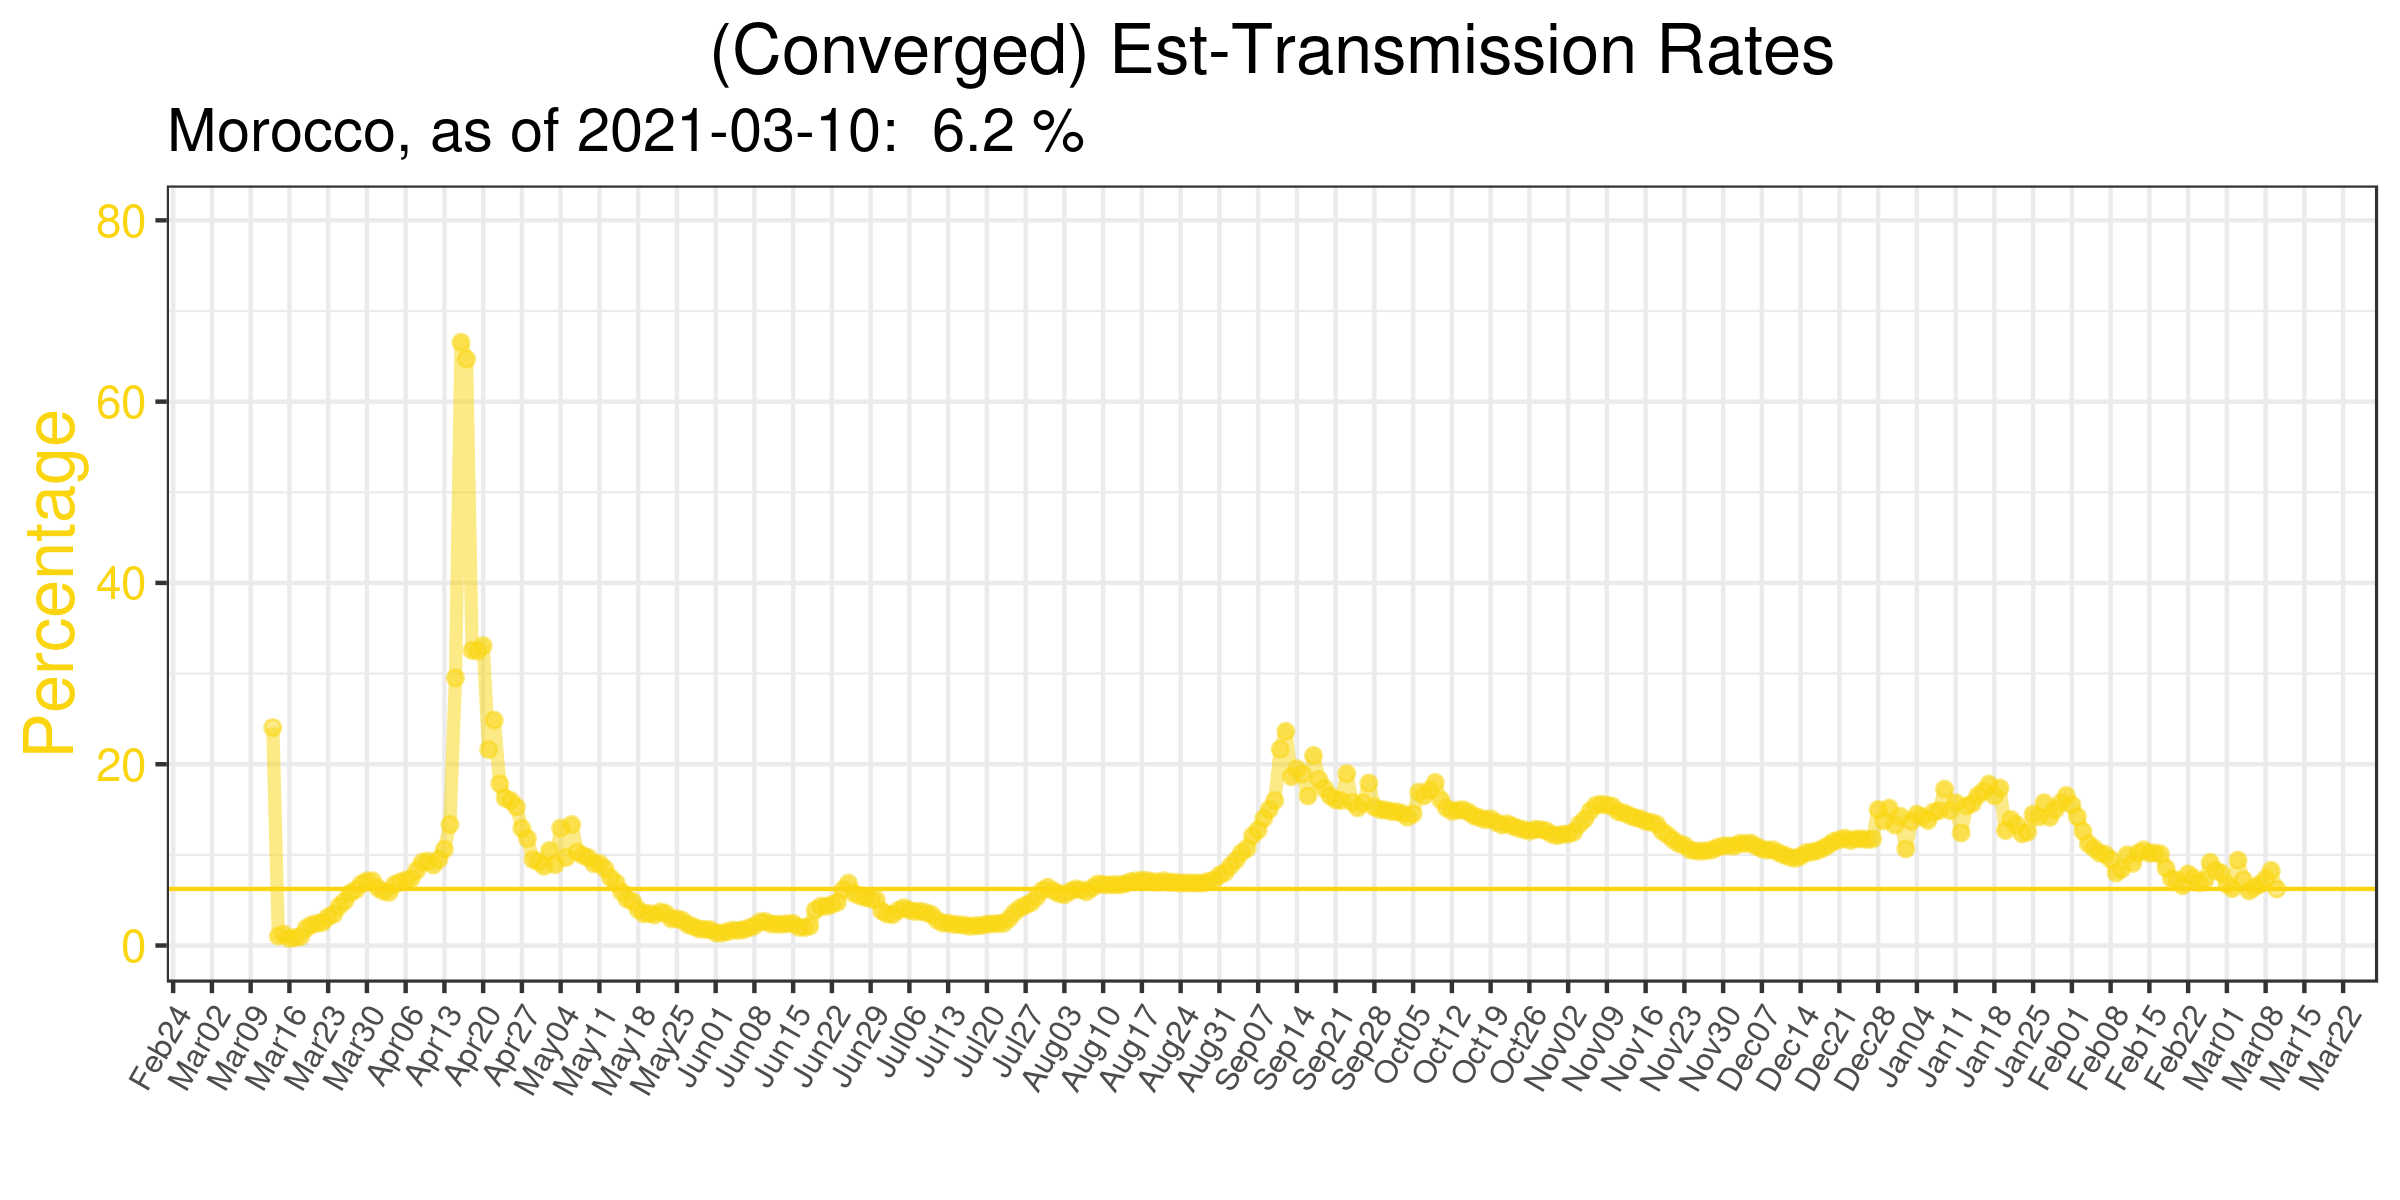 (Converged) Est-Transmission Rates
Morocco, as of 2021-03-10:  6.2 %
Percentage
80
60
40
20
0
Feb24
Mar02
Mar09
Mar16
Mar23
Mar30
Apr06
Apr13
Apr20
Apr27
May04
May11
May18
May25
Jun01
Jun08
Jun15
Jun22
Jun29
Jul06
Jul13
Jul20
Jul27
Aug03
Aug10
Aug17
Aug24
Aug31
Sep07
Sep14
Sep21
Sep28
Oct05
Oct12
Oct19
Oct26
Nov02
Nov09
Nov16
Nov23
Nov30
Dec07
Dec14
Dec21
Dec28
Jan04
Jan11
Jan18
Jan25
Feb01
Feb08
Feb15
Feb22
Mar01
Mar08
Mar15
Mar22